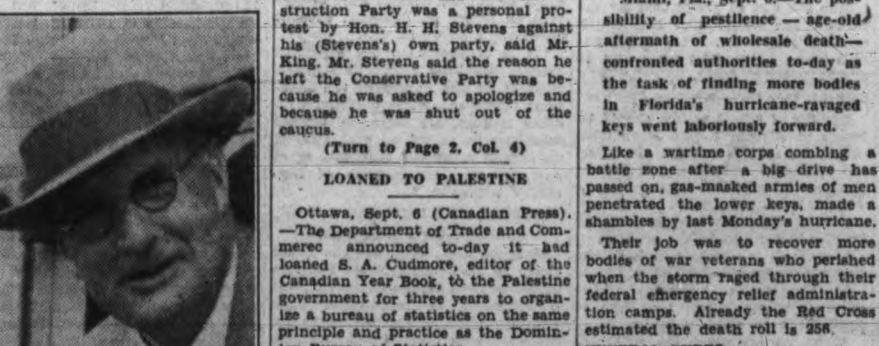 struction Party was a personal pro-
test by Hon. H. H. Stevens against
his (Stevens's) own party, said Mr.
King. Mr. Stevens said the reason he
left the Conservative Party was be-
cause he was asked to apologize and
because he was shut out of the
caucus.
(Turn to Page 2, Col. 4)
LOANED TO PALESTINE
Ottawa, Sept. 6 (Canadian Press).
—The Department of Trade and Com-
merec announced to-day it had
loaned S. A. Cudmore, editor of the
Canadian Year Book, to the Palestine
government for three years to organ-
ize a bureau of statistics on the same
principle and practice as the Domin-
sibility of pestilence — age-old
aftermath of wholesale death —
confronted authorities to-day as
the task of finding more bodies
in Florida's hurricane-ravaged
keys went laboriously forward.
Like a wartime corps combing a
battle zone after a big drive has
passed on, gas-masked armies of men
penetrated the lower keys, made a
shambles by last Monday's hurricane.
Their job was to recover more
bodies of war veterans who perished
when the storm raged through their
federal emergency relief administra-
tion camps. Already the Red Cross
estimated the death roll is 256.